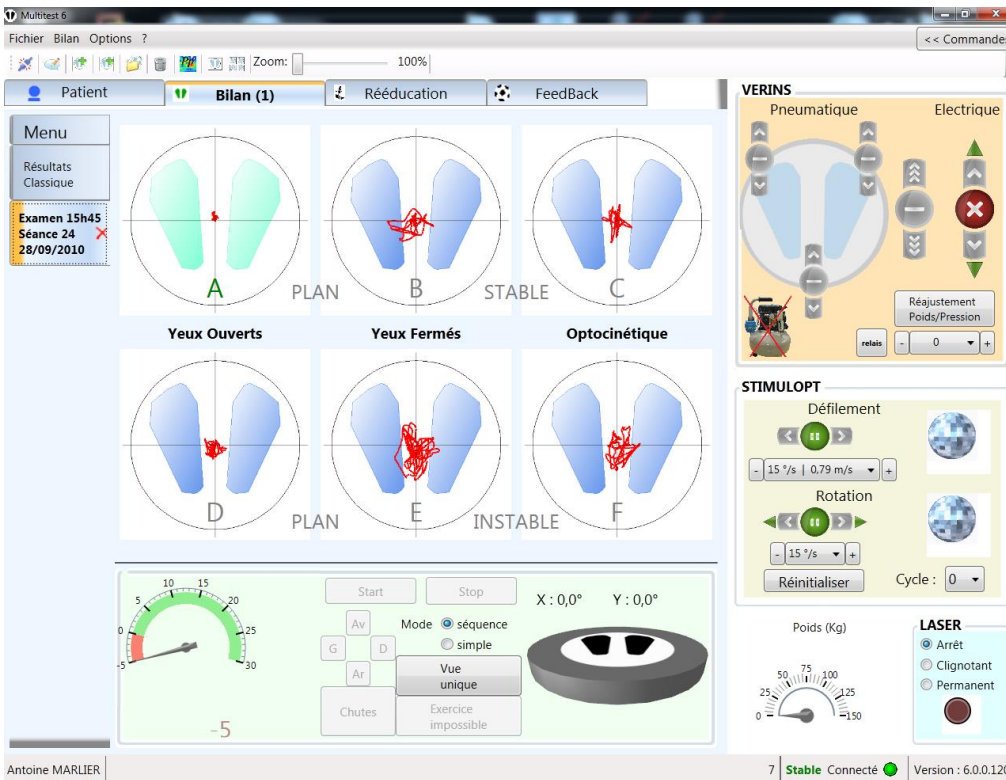 Multitest 6
Fichier Bilan Options ?
<< Commande
Zoom: 100%
Patient
Bilan (1)
Rééducation
FeedBack
Menu
Résultats
Classique
Examen 15h45
Séance 24
28/09/2010
A
PLAN
B
STABLE
C
Yeux Ouverts
Yeux Fermés
Optocinétique
D
PLAN
E
INSTABLE
F
-5
0
5
10
15
20
25
30
-5
Start
Stop
Av
G
D
Ar
Mode
séquence
simple
Vue
unique
Chutes
Exercice
impossible
X : 0,0° Y : 0,0°
VERINS
Pneumatique
Electrique
Réajustement
Poids/Pression
relais
- 0 +
STIMULOPT
Défilement
- 15 °/s | 0,79 m/s +
Rotation
- 15 °/s +
Réinitialiser
Cycle : 0
Poids (Kg)
0
25
50
75
100
125
150
LASER
Arrêt
Clignotant
Permanent
Antoine MARLIER
7 Stable Connecté
Version : 6.0.0.120